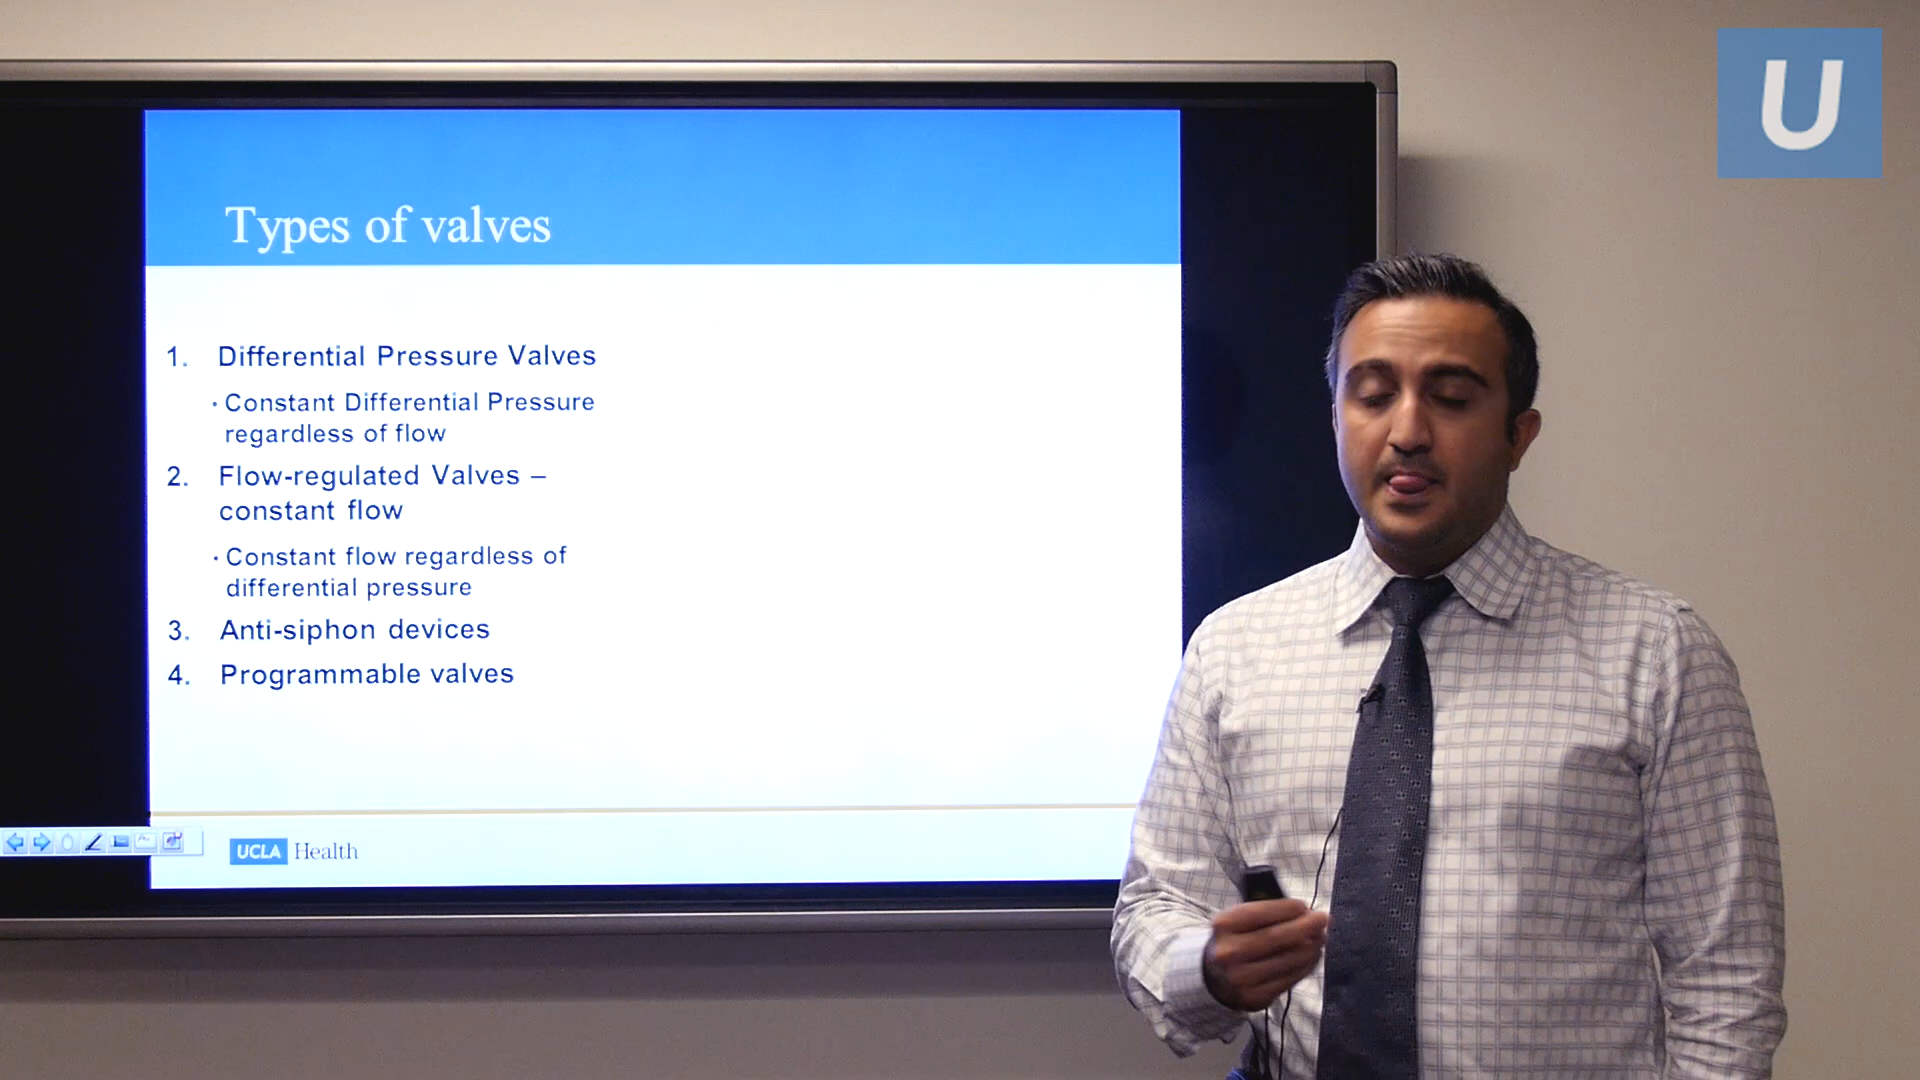 U
Types of valves
1. Differential Pressure Valves
· Constant Differential Pressure
regardless of flow
2. Flow-regulated Valves –
constant flow
· Constant flow regardless of
differential pressure
3. Anti-siphon devices
4. Programmable valves
UCLA Health